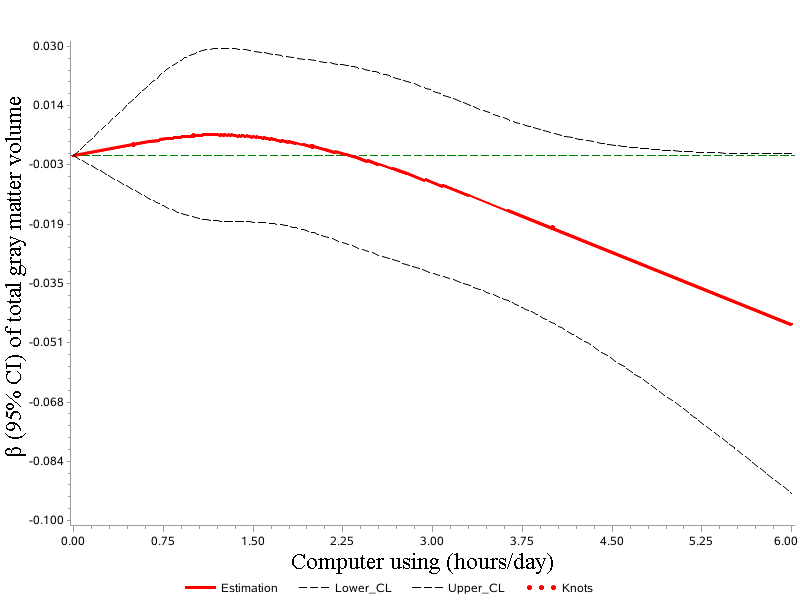 β (95% CI) of total gray matter volume
0.030
0.014
-0.003
-0.019
-0.035
-0.051
-0.068
-0.084
-0.100
0.00 0.75 1.50 2.25 3.00 3.75 4.50 5.25 6.00
Computer using (hours/day)
Estimation Lower_CL Upper_CL Knots